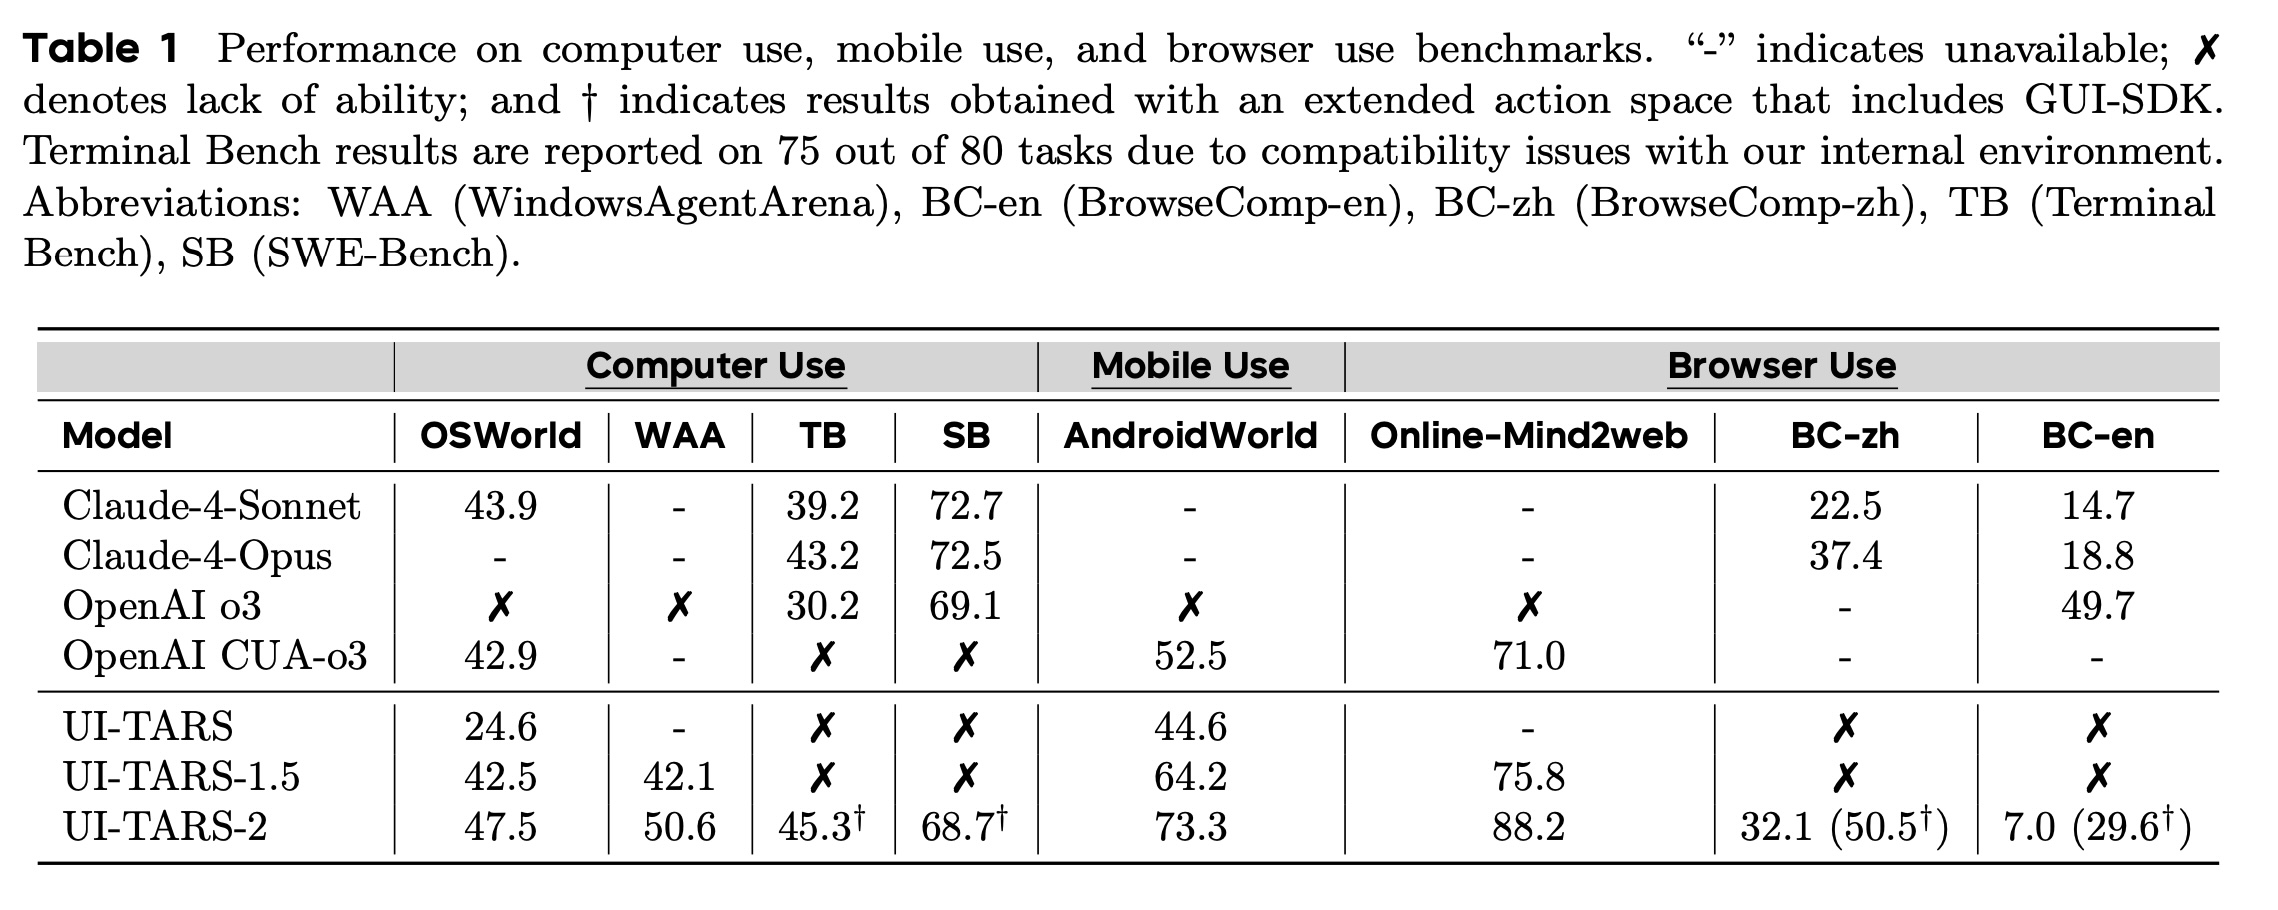 Table 1 Performance on computer use, mobile use, and browser use benchmarks. “-” indicates unavailable; ✗
denotes lack of ability; and † indicates results obtained with an extended action space that includes GUI-SDK.
Terminal Bench results are reported on 75 out of 80 tasks due to compatibility issues with our internal environment.
Abbreviations: WAA (WindowsAgentArena), BC-en (BrowseComp-en), BC-zh (BrowseComp-zh), TB (Terminal
Bench), SB (SWE-Bench).
Computer Use Mobile Use Browser Use
Model OSWorld WAA TB SB AndroidWorld Online-Mind2web BC-zh BC-en
Claude-4-Sonnet 43.9 - 39.2 72.7 - - 22.5 14.7
Claude-4-Opus - - 43.2 72.5 - - 37.4 18.8
OpenAI o3 ✗ ✗ 30.2 69.1 ✗ ✗ - 49.7
OpenAI CUA-o3 42.9 - ✗ ✗ 52.5 71.0 - -
UI-TARS 24.6 - ✗ ✗ 44.6 - ✗ ✗
UI-TARS-1.5 42.5 42.1 ✗ ✗ 64.2 75.8 ✗ ✗
UI-TARS-2 47.5 50.6 45.3† 68.7† 73.3 88.2 32.1 (50.5†) 7.0 (29.6†)